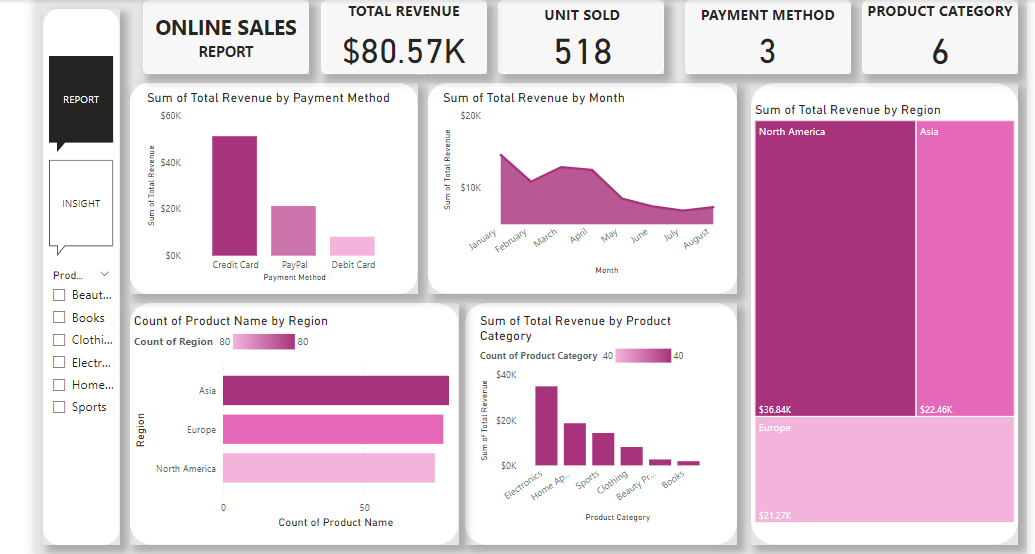 ONLINE SALES
REPORT
TOTAL REVENUE
$80.57K
UNIT SOLD
518
PAYMENT METHOD
3
PRODUCT CATEGORY
6
REPORT
INSIGHT
Prod...
Beaut...
Books
Clothi...
Electr...
Home...
Sports
Sum of Total Revenue by Payment Method
Sum of Total Revenue
$60K
$40K
$20K
$0K
Credit Card
PayPal
Debit Card
Payment Method
Sum of Total Revenue by Month
Sum of Total Revenue
$20K
$10K
January
February
March
April
May
June
July
August
Month
Sum of Total Revenue by Region
North America
$36.84K
Asia
$22.46K
Europe
$21.27K
Count of Product Name by Region
Count of Region 80 80
Region
Asia
Europe
North America
0
50
Count of Product Name
Sum of Total Revenue by Product
Category
Count of Product Category 40 40
Sum of Total Revenue
$40K
$20K
$0K
Electronics
Home Ap...
Sports
Clothing
Beauty Pr...
Books
Product Category